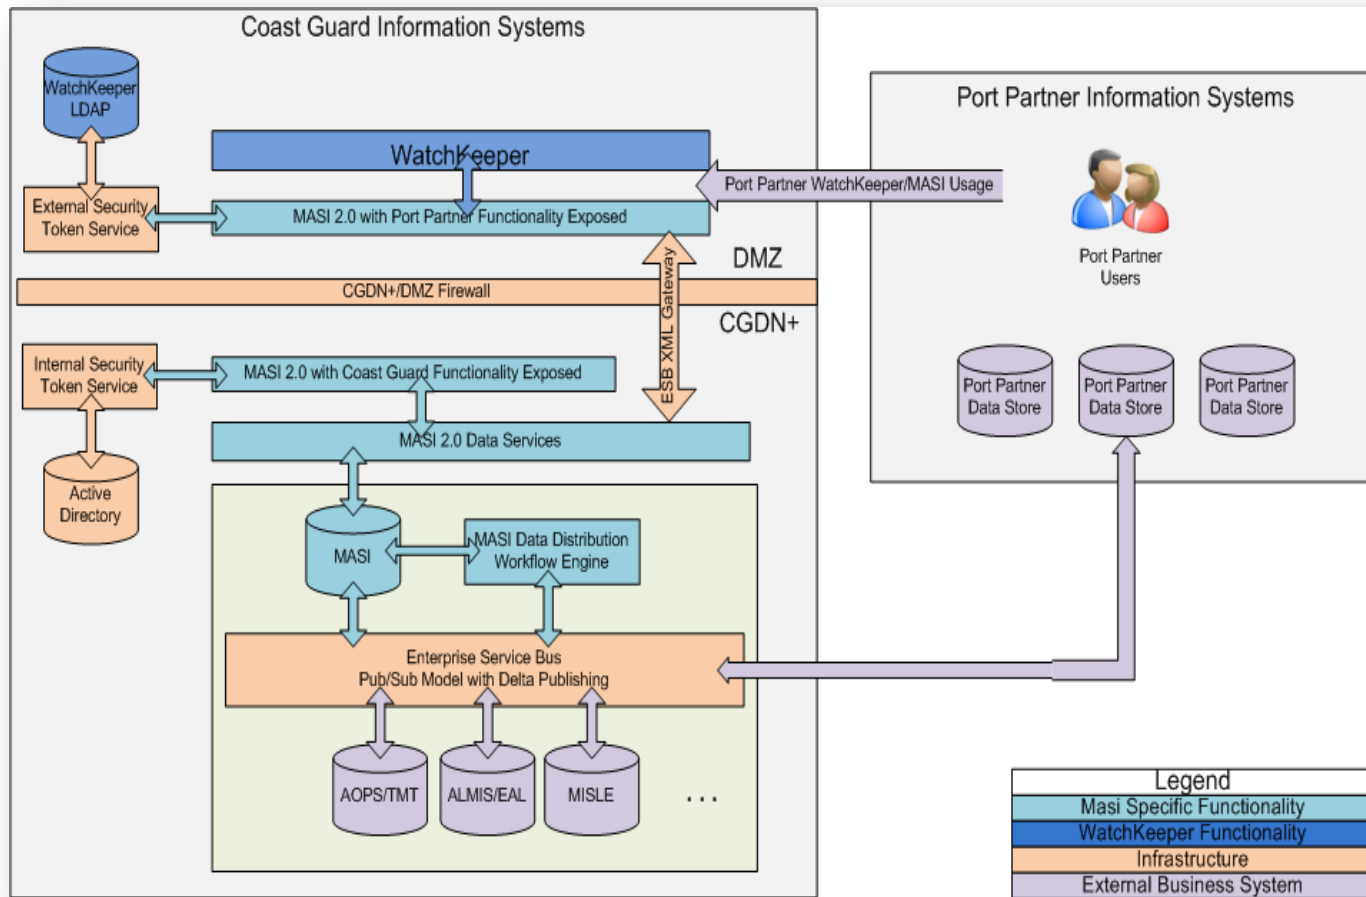 Coast Guard Information Systems
WatchKeeper
LDAP
WatchKeeper
External Security
Token Service
MASI 2.0 with Port Partner Functionality Exposed
DMZ
CGDN+/DMZ Firewall
CGDN+
ESB XML Gateway
Internal Security
Token Service
MASI 2.0 with Coast Guard Functionality Exposed
MASI 2.0 Data Services
Active
Directory
MASI
MASI Data Distribution
Workflow Engine
Enterprise Service Bus
Pub/Sub Model with Delta Publishing
AOPS/TMT
ALMIS/EAL
MISLE
...
Port Partner Information Systems
Port Partner WatchKeeper/MASI Usage
Port Partner
Users
Port Partner
Data Store
Port Partner
Data Store
Port Partner
Data Store
Legend
Masi Specific Functionality
WatchKeeper Functionality
Infrastructure
External Business System